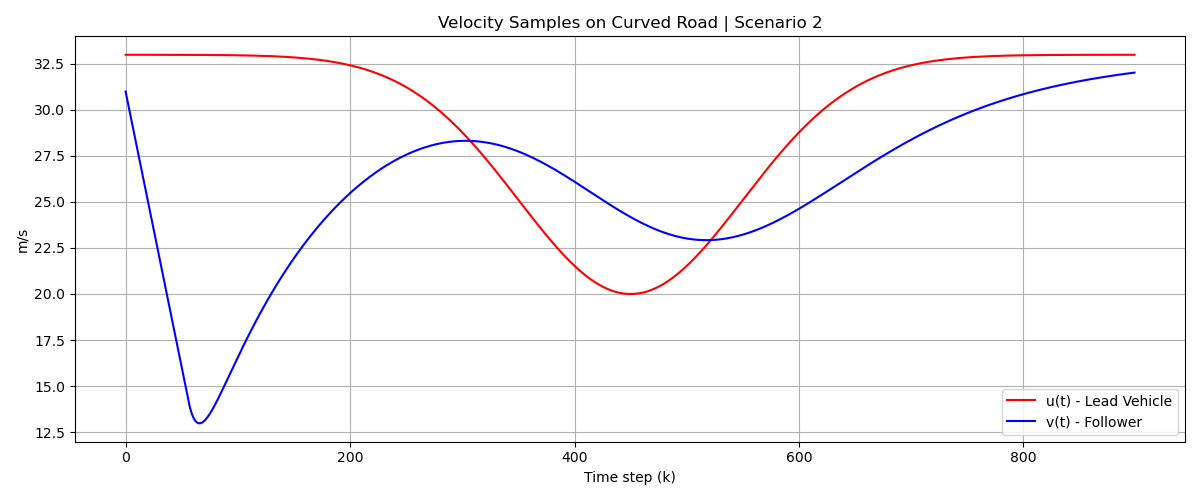 Velocity Samples on Curved Road | Scenario 2
m/s
32.5
30.0
27.5
25.0
22.5
20.0
17.5
15.0
12.5
u(t) - Lead Vehicle
v(t) - Follower
0 200 400 600 800
Time step (k)